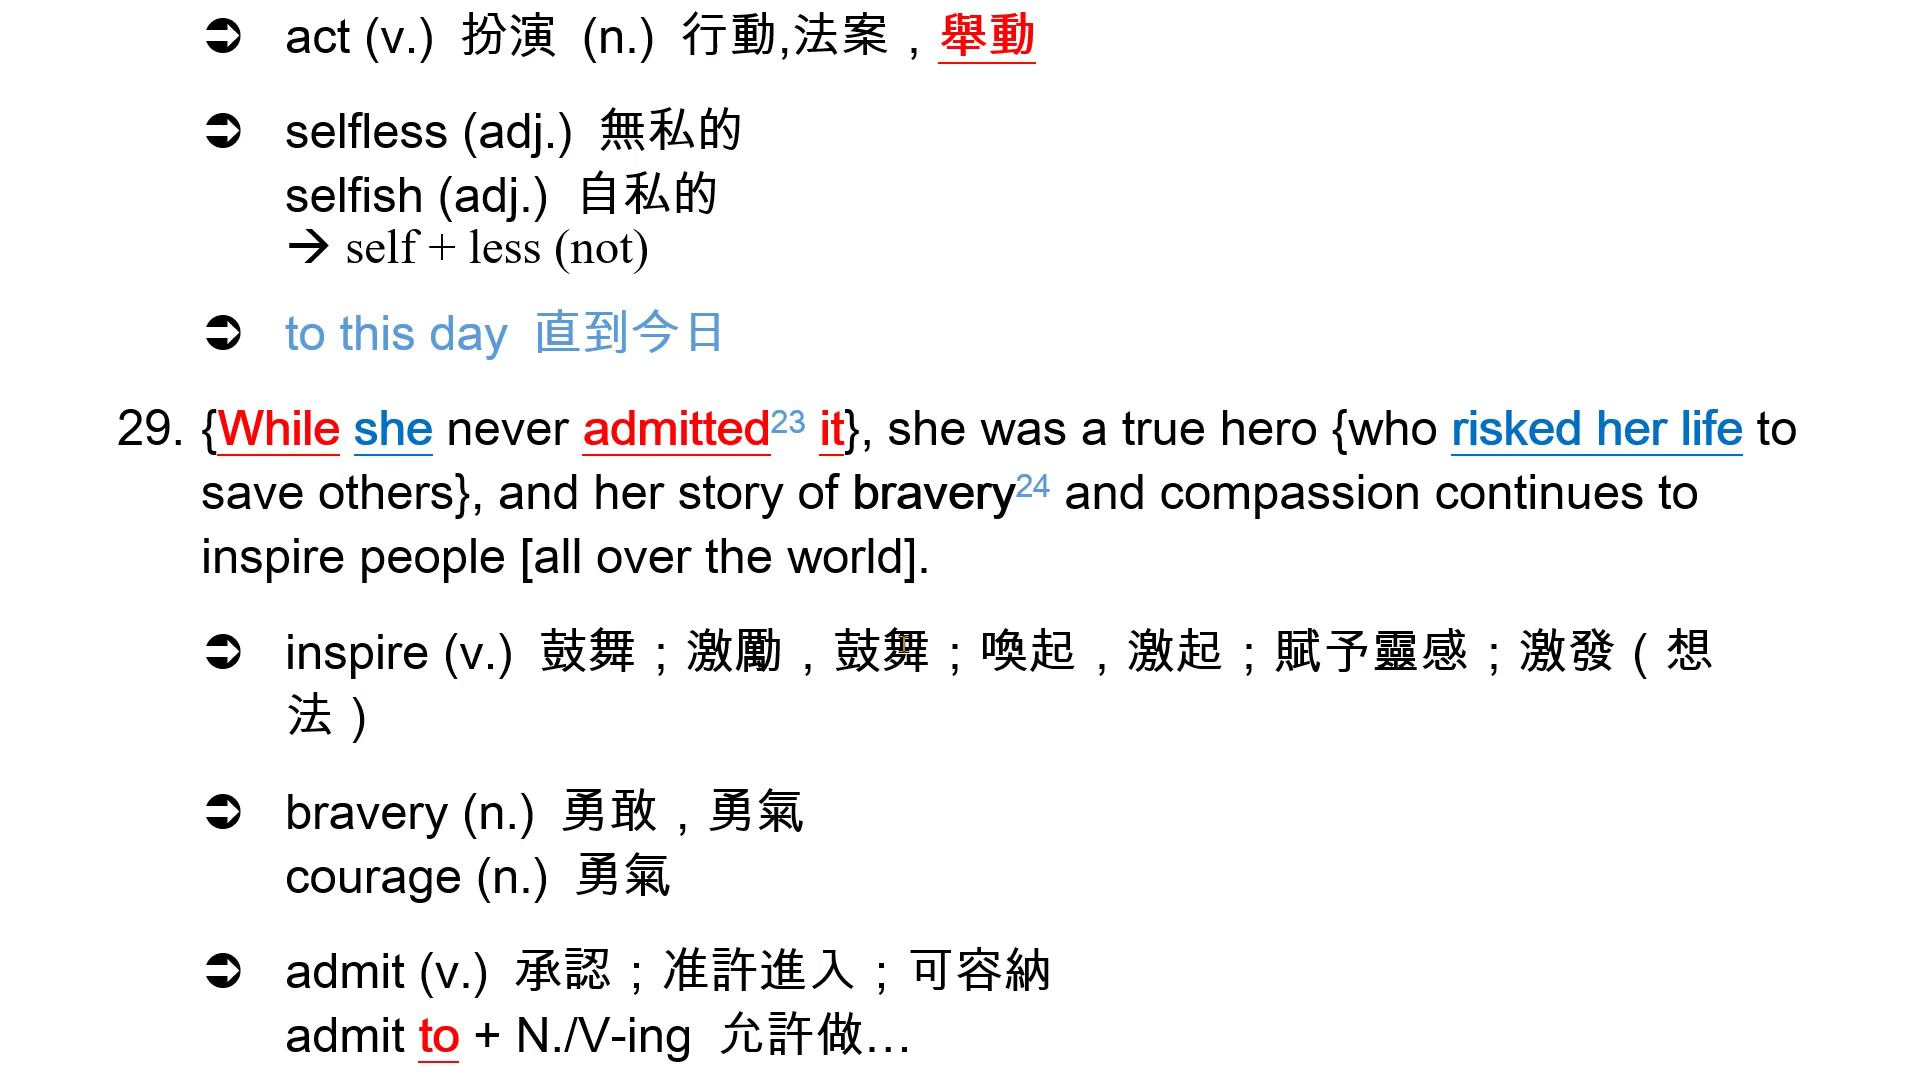 ➲ act (v.) 扮演 (n.) 行動,法案，舉動
➲ selfless (adj.) 無私的
selfish (adj.) 自私的
→ self + less (not)
➲ to this day 直到今日
29. {While she never admitted23 it}, she was a true hero {who risked her life to
save others}, and her story of bravery24 and compassion continues to
inspire people [all over the world].
➲ inspire (v.) 鼓舞；激勵，鼓舞；喚起，激起；賦予靈感；激發（想
法）
➲ bravery (n.) 勇敢，勇氣
courage (n.) 勇氣
➲ admit (v.) 承認；准許進入；可容納
admit to + N./V-ing 允許做…